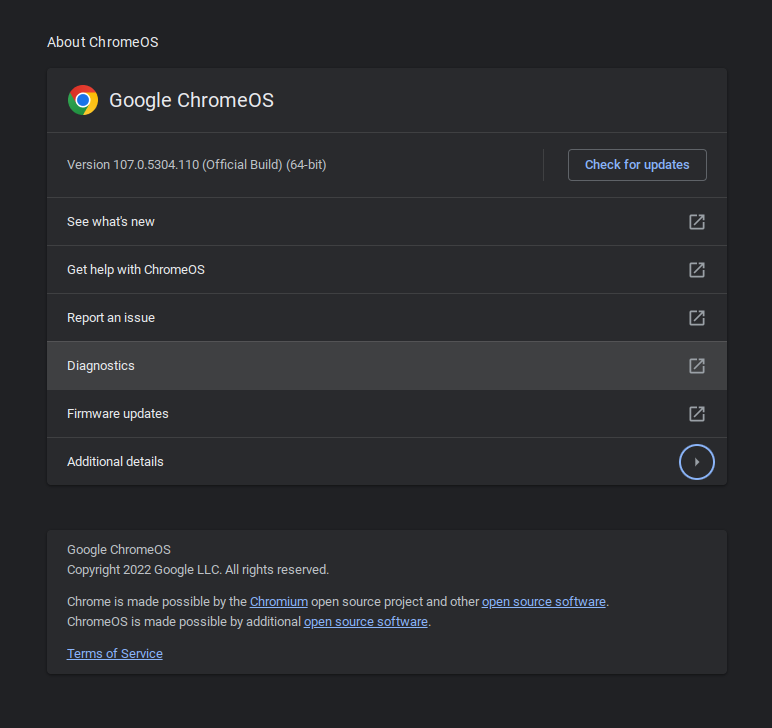 About ChromeOS
Google ChromeOS
Version 107.0.5304.110 (Official Build) (64-bit)
Check for updates
See what's new
Get help with ChromeOS
Report an issue
Diagnostics
Firmware updates
Additional details
Google ChromeOS
Copyright 2022 Google LLC. All rights reserved.
Chrome is made possible by the Chromium open source project and other open source software.
ChromeOS is made possible by additional open source software.
Terms of Service